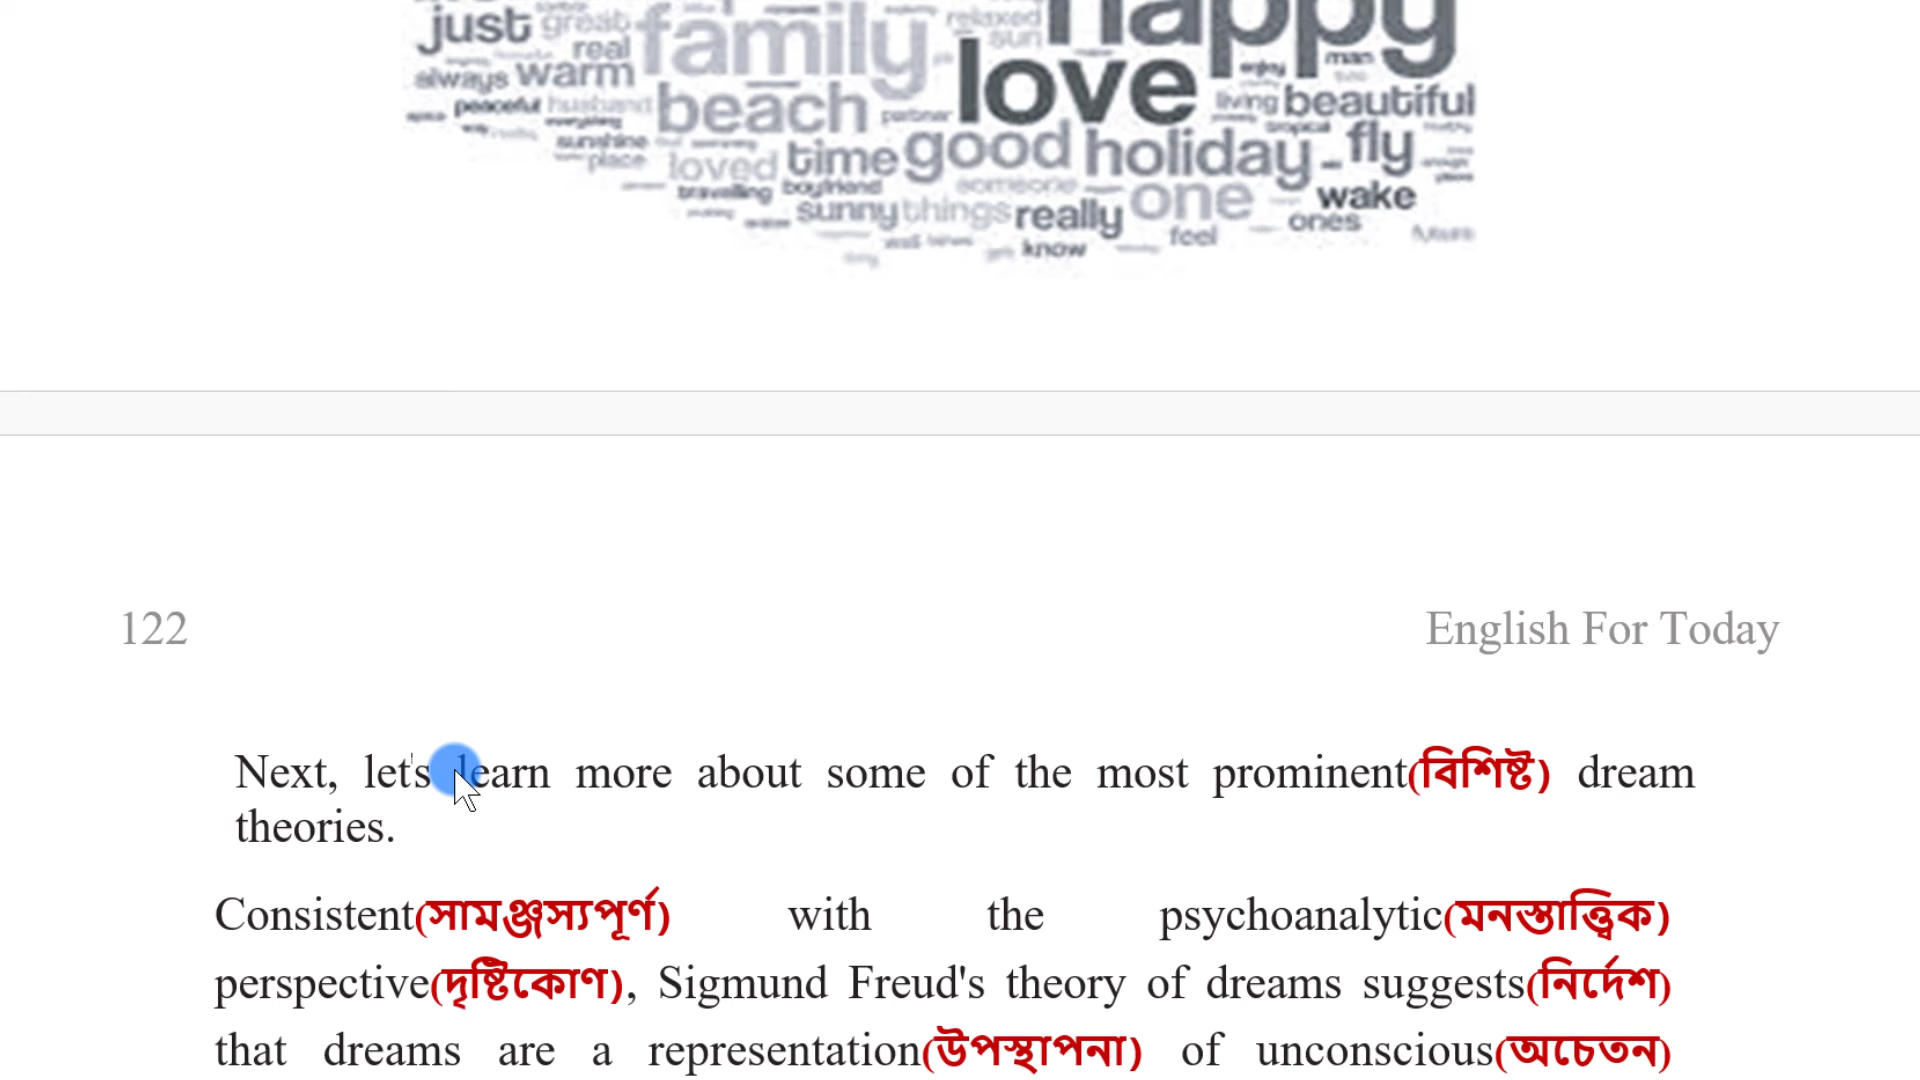 happy
just great family relaxed
real sun
always warm love enjoy man
peaceful husband beach partner living beautiful
everything tropical
sunshine good holiday fly
place loved time
travelling boyfriend someone one wake
sunny things really ones
feel future
know
122 English For Today
Next, let's learn more about some of the most prominent(বিশিষ্ট) dream
theories.
Consistent(সামঞ্জস্যপূর্ণ) with the psychoanalytic(মনস্তাত্ত্বিক)
perspective(দৃষ্টিকোণ), Sigmund Freud's theory of dreams suggests(নির্দেশ)
that dreams are a representation(উপস্থাপনা) of unconscious(অচেতন)